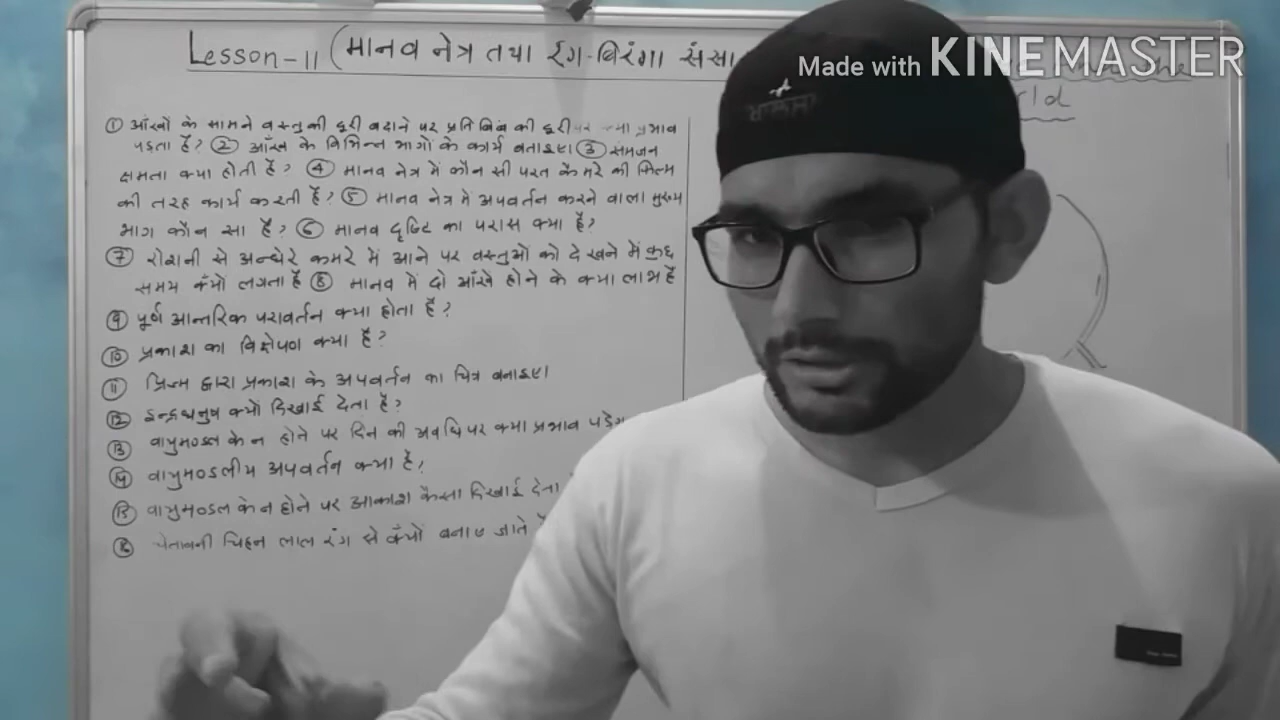 Made with KINEMASTER
Lesson-11 (मानव नेत्र तथा रंग-बिरंगा संसा
rld
① आँखों के सामने वस्तु की दूरी बढाने पर प्रतिबिंब की दूरी पर क्या प्रभाव
पड़ता है? ② आँख के विभिन्न भागों के कार्य बताइए। ③ समंजन
क्षमता क्या होती है? ④ मानव नेत्र में कौन सी परत कैमरे की फिल्म
की तरह कार्य करती है? ⑤ मानव नेत्र में अपवर्तन करने वाला मुख्य
भाग कौन सा है? ⑥ मानव दृष्टि का परास क्या है?
⑦ रोशनी से अन्धेरे कमरे में आने पर वस्तुओं को देखने में कुछ
समय क्यों लगता है ⑧ मानव में दो आँखे होने के क्या लाभ है
⑨ पूर्ण आन्तरिक परावर्तन क्या होता है?
⑩ प्रकाश का विक्षेपण क्या है?
⑪ प्रिज्म द्वारा प्रकाश के अपवर्तन का चित्र बनाइए।
⑫ इन्द्रधनुष क्यों दिखाई देता है?
⑬ वायुमण्डल के न होने पर दिन की अवधि पर क्या प्रभाव पड़ेग
⑭ वायुमण्डलीय अपवर्तन क्या है?
⑮ वायुमण्डल के न होने पर आकाश कैसा दिखाई देता
⑯ चेतावनी चिहन लाल रंग से क्यों बनाए जाते